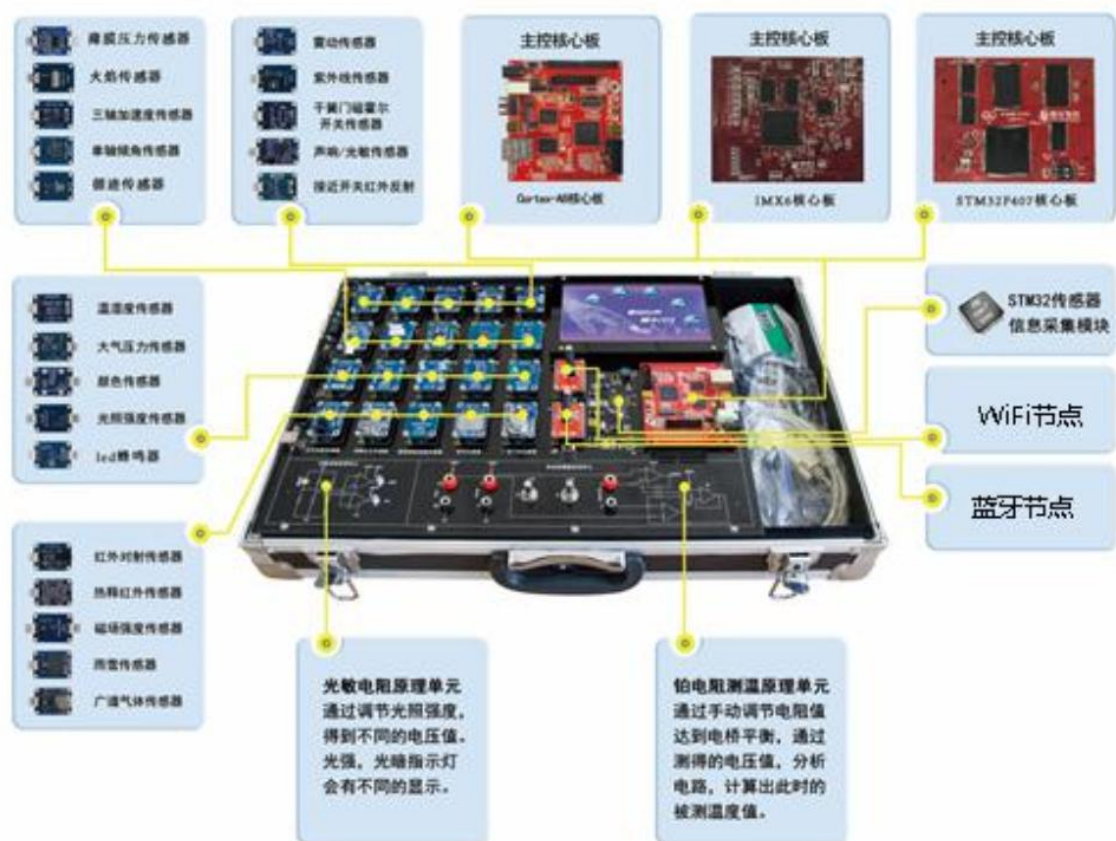 薄膜压力传感器
火焰传感器
三轴加速度传感器
单轴倾角传感器
循迹传感器
震动传感器
紫外线传感器
干簧门磁霍尔
开关传感器
声响/光敏传感器
接近开关红外反射
主控核心板
Cortex-A8核心板
主控核心板
IMX6核心板
主控核心板
STM32F407核心板
温湿度传感器
大气压力传感器
颜色传感器
光照强度传感器
led蜂鸣器
STM32传感器
信息采集模块
WiFi节点
蓝牙节点
红外对射传感器
热释红外传感器
磁场强度传感器
雨雪传感器
广谱气体传感器
光敏电阻原理单元
通过调节光照强度，
得到不同的电压值。
光强，光暗指示灯
会有不同的显示。
铂电阻测温原理单元
通过手动调节电阻值
达到电桥平衡，通过
测得的电压值，分析
电路，计算出此时的
被测温度值。